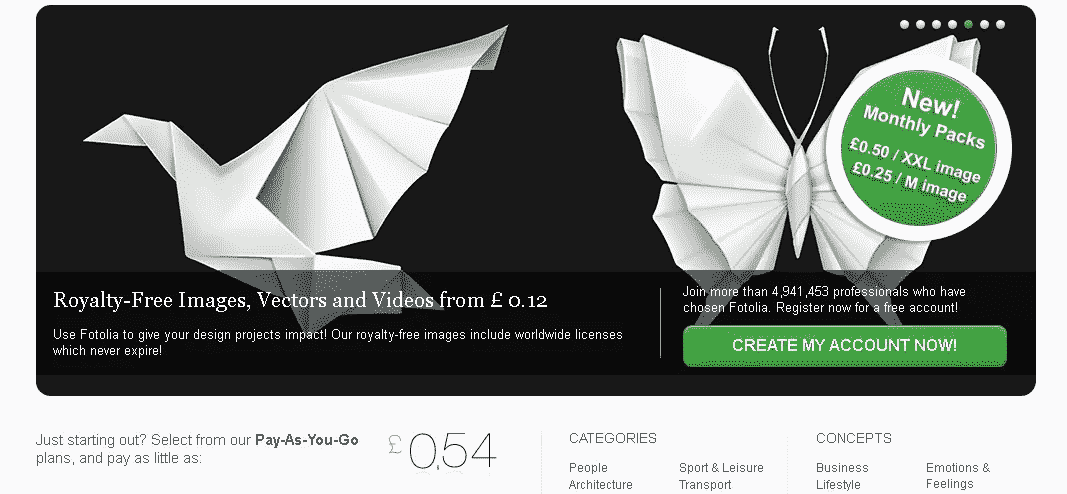 New!
Monthly Packs
£0.50 / XXL image
£0.25 / M image
Royalty-Free Images, Vectors and Videos from £ 0.12
Use Fotolia to give your design projects impact! Our royalty-free images include worldwide licenses
which never expire!
Join more than 4,941,453 professionals who have
chosen Fotolia. Register now for a free account!
CREATE MY ACCOUNT NOW!
Just starting out? Select from our Pay-As-You-Go
plans, and pay as little as:
£0.54
CATEGORIES
People
Architecture
Sport & Leisure
Transport
CONCEPTS
Business
Lifestyle
Emotions &
Feelings